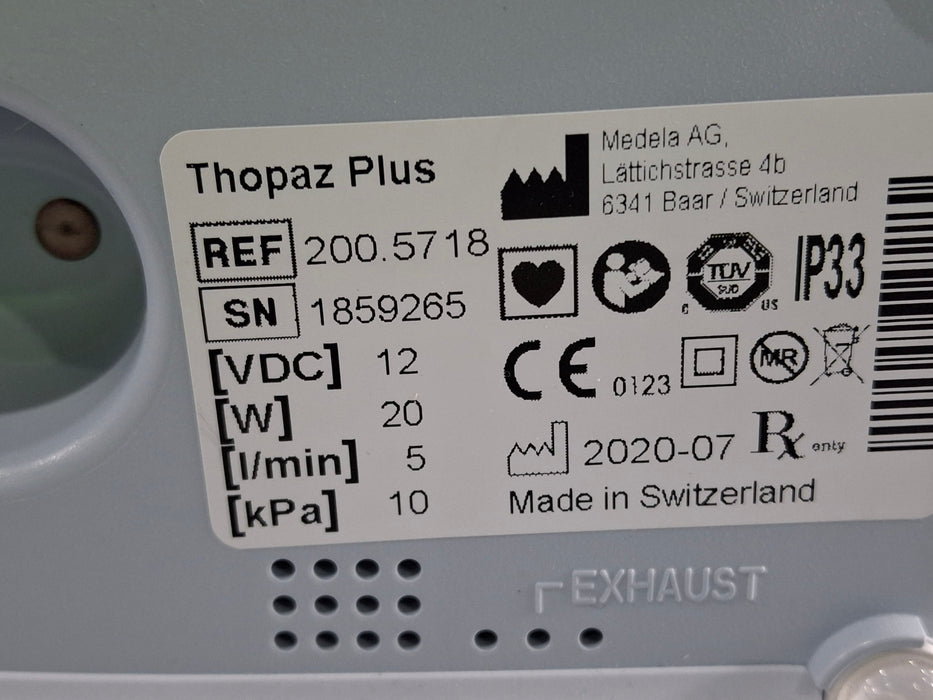 Thopaz Plus
REF 200.5718
SN 1859265
[VDC] 12
[W] 20
[l/min] 5
[kPa] 10
Medela AG,
Lättichstrasse 4b
6341 Baar / Switzerland
TÜV
SÜD
C US
IP33
CE 0123
MR
2020-07
Rx only
Made in Switzerland
EXHAUST